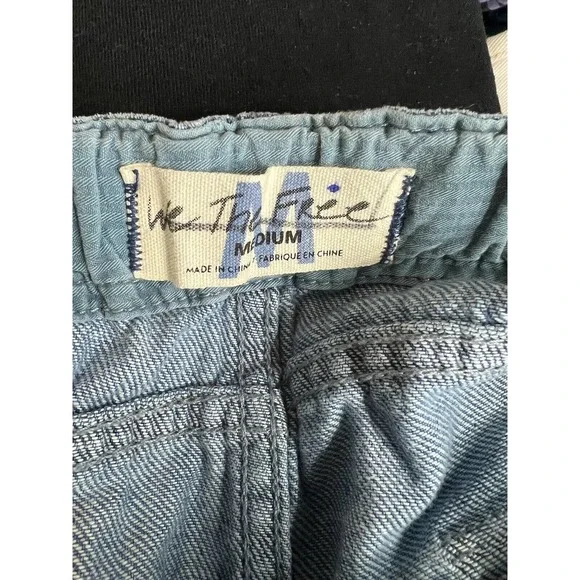 We The Free
MEDIUM
MADE IN CHINA / FABRIQUE EN CHINE